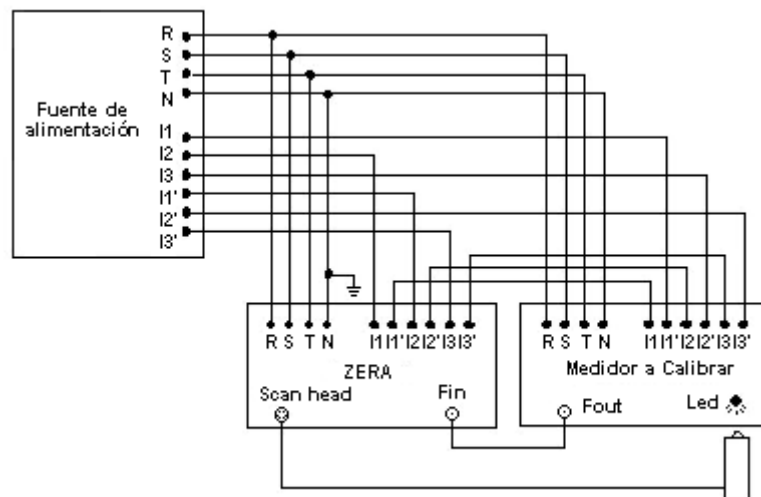 R
S
T
N
Fuente de
alimentación
I1
I2
I3
I1'
I2'
I3'
R S T N I1 I1' I2 I2' I3 I3'
ZERA
Scan head Fin
R S T N I1 I1' I2 I2' I3 I3'
Medidor a Calibrar
Fout Led